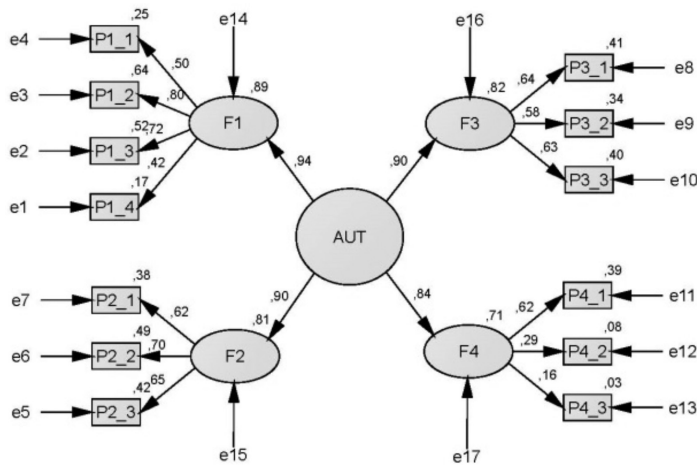 e14
e16
,25
,41
e4
P1_1
P3_1
e8
,50
,64
,64
,89
,82
,34
e3
P1_2
,80
F1
F3
,58
P3_2
e9
,52
,72
,63
,40
e2
P1_3
,42
,94
,90
P3_3
e10
,17
e1
P1_4
AUT
,38
,39
e7
P2_1
,90
,84
P4_1
e11
,62
,62
,49
,81
,71
,08
e6
P2_2
,70
F2
F4
,29
P4_2
e12
,42
,65
,16
,03
e5
P2_3
P4_3
e13
e15
e17